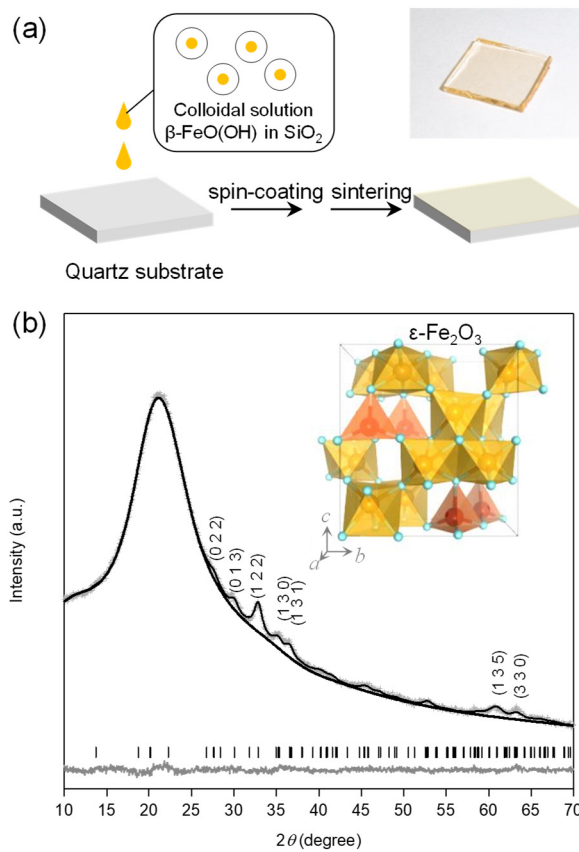 (a)
Colloidal solution
β-FeO(OH) in SiO₂
spin-coating sintering
Quartz substrate
(b)
ε-Fe₂O₃
Intensity (a.u.)
(0 2 2)
(0 1 3)
(1 2 2)
(1 3 0)
(1 3 1)
c
a
b
(1 3 5)
(3 3 0)
10 15 20 25 30 35 40 45 50 55 60 65 70
2θ (degree)